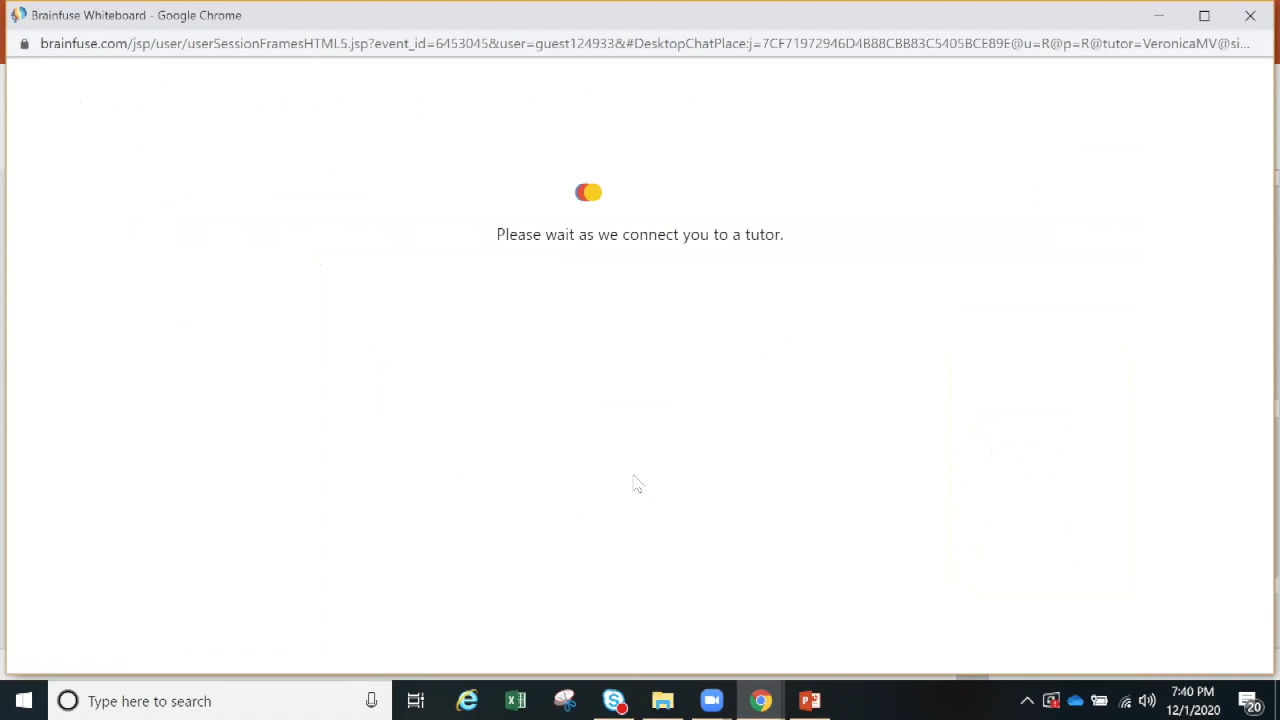 Brainfuse Whiteboard - Google Chrome
brainfuse.com/jsp/user/userSessionFramesHTML5.jsp?event_id=6453045&user=guest124933&#DesktopChatPlace:j=7CF71972946D4B88CBB83C5405BCE89E@u=R@p=R@tutor=VeronicaMV@si...
Please wait as we connect you to a tutor.
Type here to search
7:40 PM
12/1/2020
20